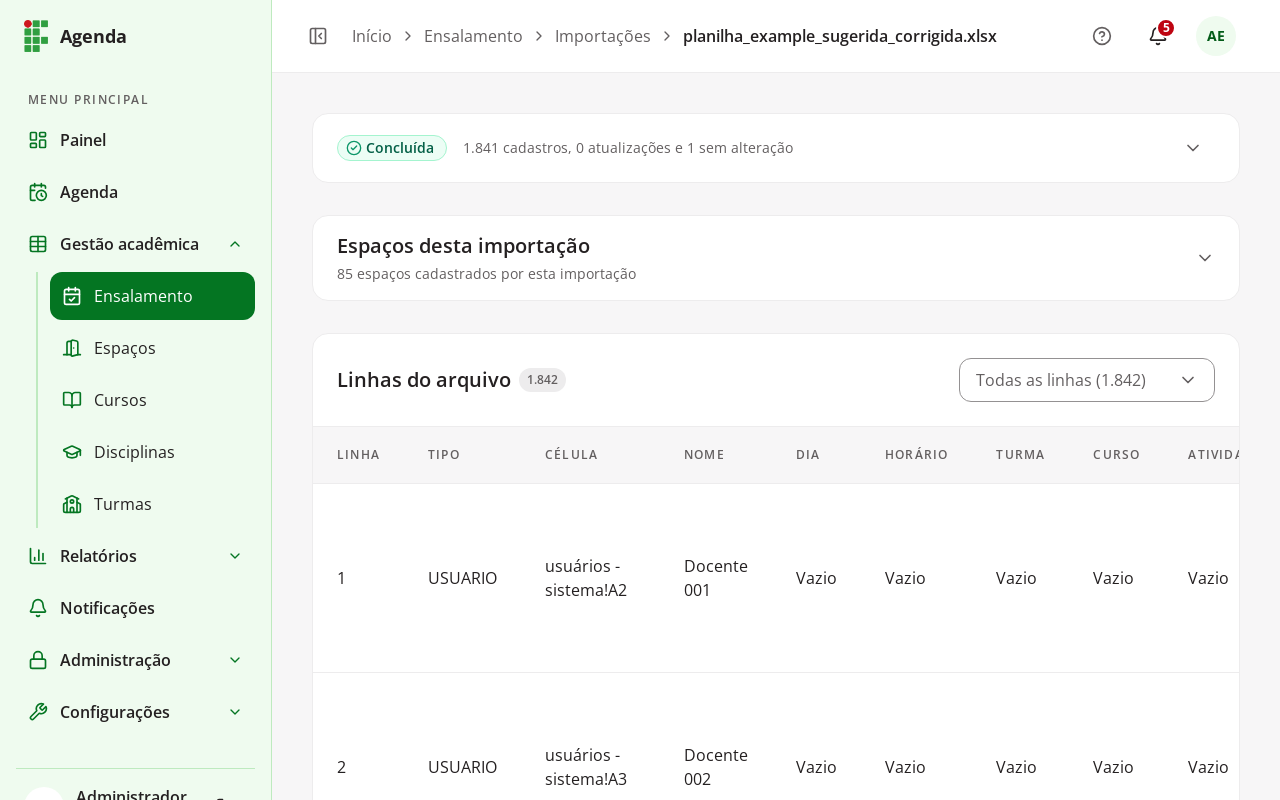 Agenda
Início > Ensalamento > Importações > planilha_example_sugerida_corrigida.xlsx
5
AE
MENU PRINCIPAL
Painel
Agenda
Gestão acadêmica
Ensalamento
Espaços
Cursos
Disciplinas
Turmas
Relatórios
Notificações
Administração
Configurações
Administrador
Concluída 1.841 cadastros, 0 atualizações e 1 sem alteração
Espaços desta importação
85 espaços cadastrados por esta importação
Linhas do arquivo 1.842
Todas as linhas (1.842)
LINHA TIPO CÉLULA NOME DIA HORÁRIO TURMA CURSO ATIVIDA
1 USUARIO usuários - sistema!A2 Docente 001 Vazio Vazio Vazio Vazio Vazio
2 USUARIO usuários - sistema!A3 Docente 002 Vazio Vazio Vazio Vazio Vazio